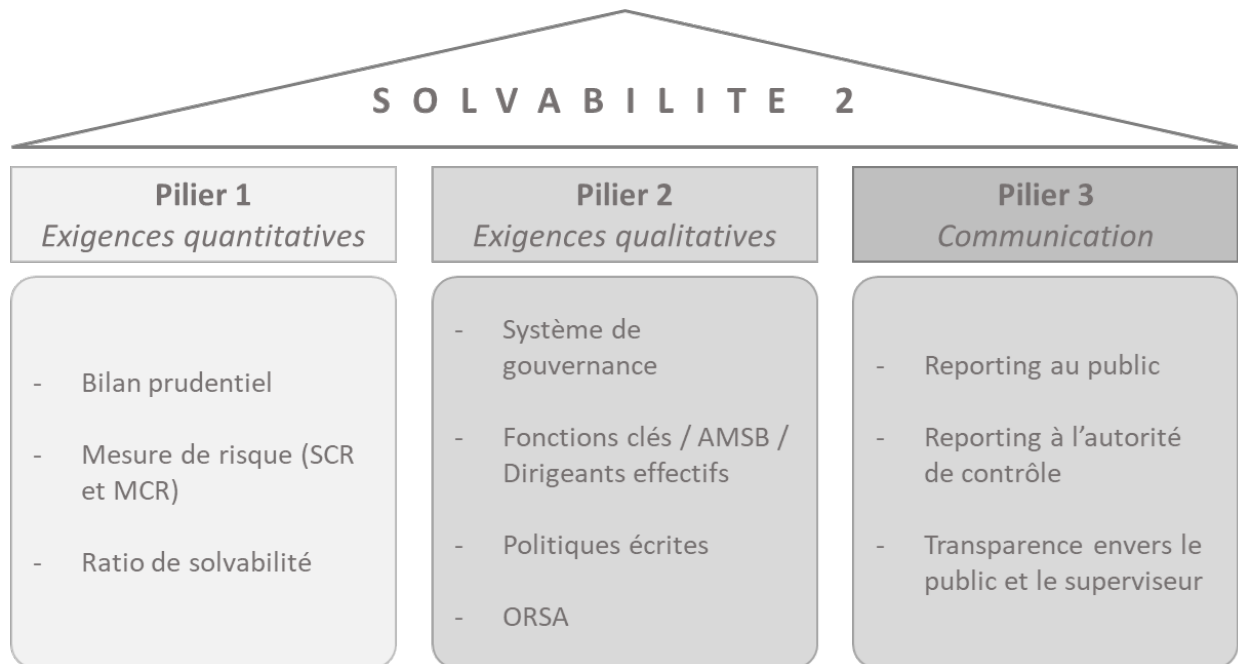 SOLVABILITE 2
Pilier 1
Exigences quantitatives
- Bilan prudentiel
- Mesure de risque (SCR
et MCR)
- Ratio de solvabilité
Pilier 2
Exigences qualitatives
- Système de
gouvernance
- Fonctions clés / AMSB /
Dirigeants effectifs
- Politiques écrites
- ORSA
Pilier 3
Communication
- Reporting au public
- Reporting à l’autorité
de contrôle
- Transparence envers le
public et le superviseur